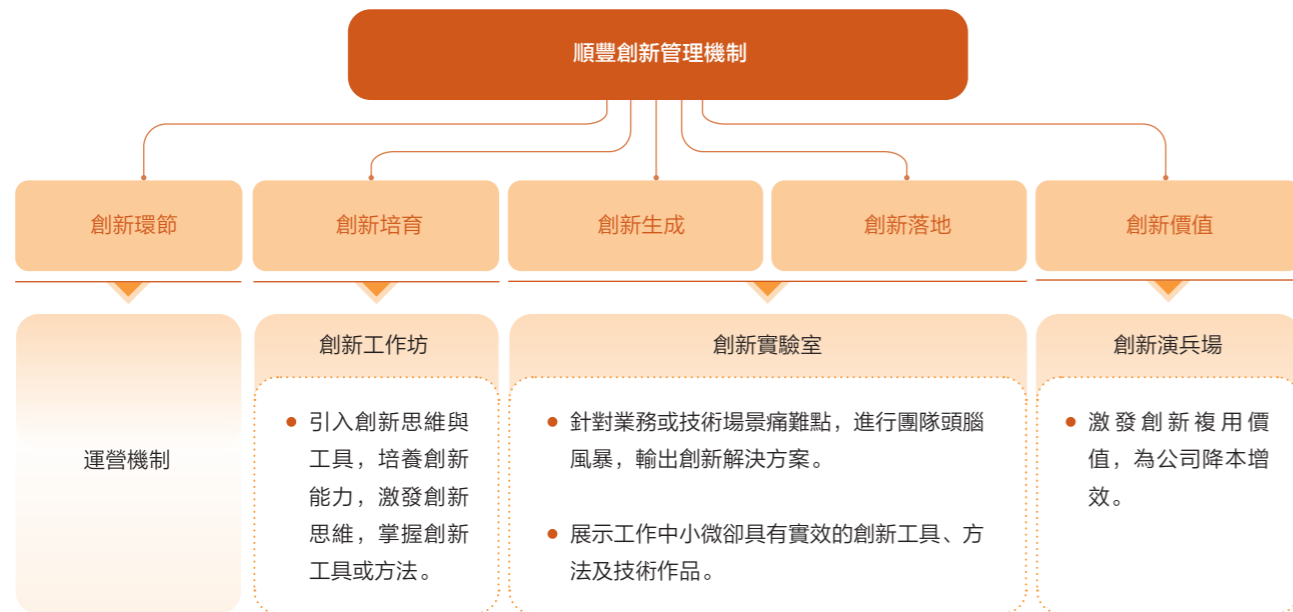 順豐創新管理機制
創新環節
創新培育
創新生成
創新落地
創新價值
運營機制
創新工作坊
引入創新思維與
工具，培養創新
能力，激發創新
思維，掌握創新
工具或方法。
創新實驗室
針對業務或技術場景痛難點，進行團隊頭腦
風暴，輸出創新解決方案。
展示工作中小微卻具有實效的創新工具、方
法及技術作品。
創新演兵場
激發創新複用價
值，為公司降本增
效。